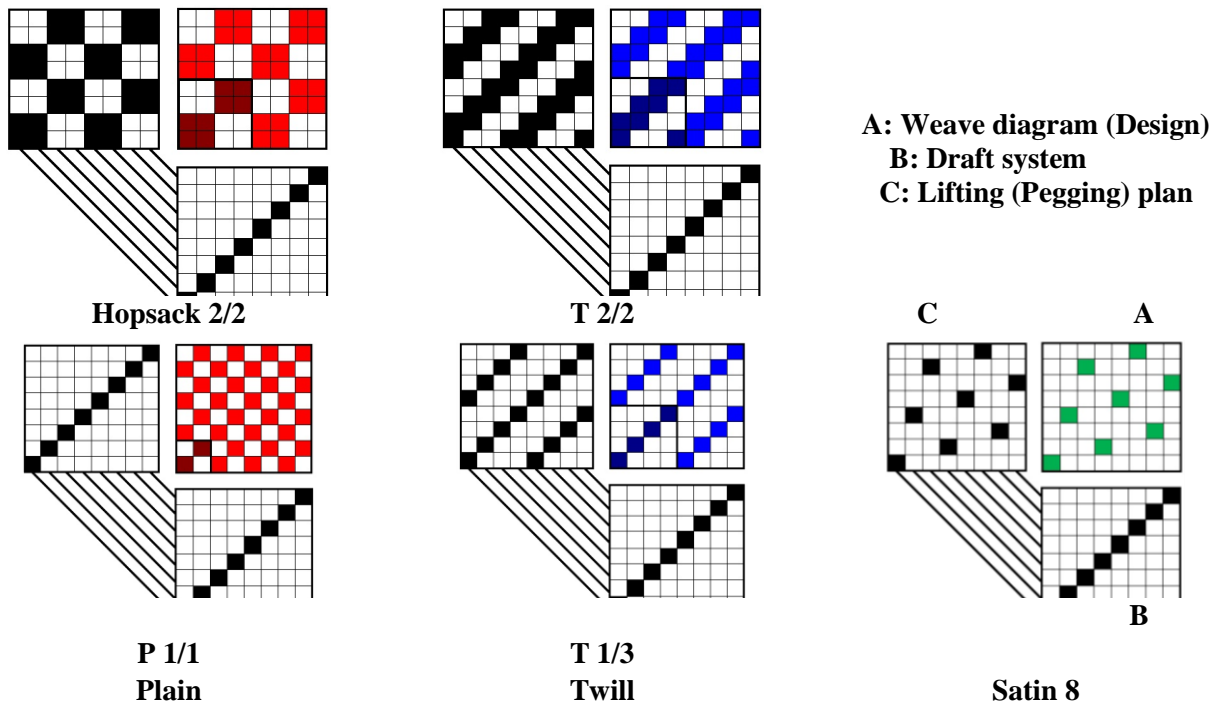 A: Weave diagram (Design)
B: Draft system
C: Lifting (Pegging) plan
Hopsack 2/2
T 2/2
C
A
B
P 1/1
Plain
T 1/3
Twill
Satin 8